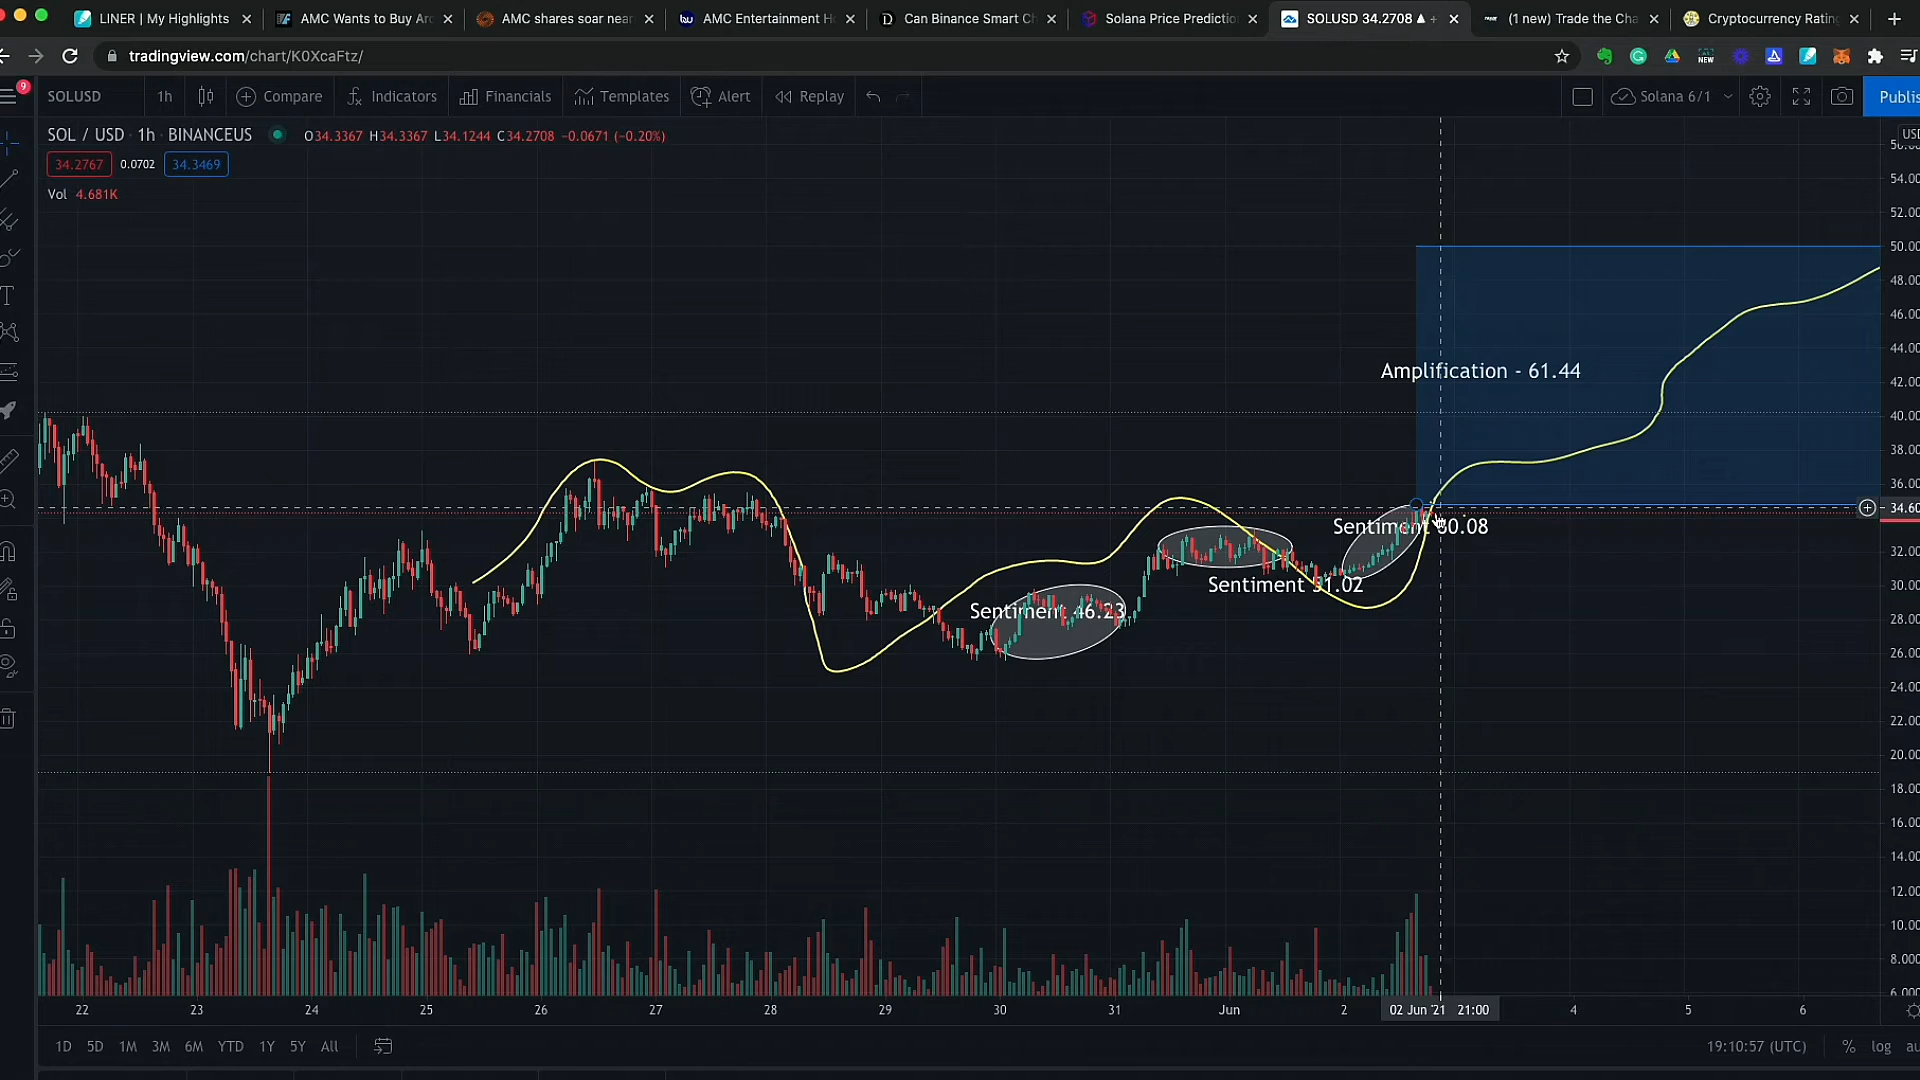 LINER | My Highlights
AMC Wants to Buy Arc
AMC shares soar near
AMC Entertainment H
Can Binance Smart Ch
Solana Price Predictio
SOLUSD 34.2708 ▲ +
(1 new) Trade the Cha
Cryptocurrency Rating
tradingview.com/chart/K0XcaFtz/
NEW
9
SOLUSD
1h
Compare
Indicators
Financials
Templates
Alert
Replay
Solana 6/1
Publis
SOL / USD · 1h · BINANCEUS
O34.3367 H34.3367 L34.1244 C34.2708 −0.0671 (−0.20%)
USD
34.2767
0.0702
34.3469
Vol 4.681K
54.00
52.00
50.00
48.00
46.00
44.00
Amplification - 61.44
42.00
40.00
38.00
36.00
34.60
Sentiment 30.08
32.00
Sentiment 31.02
30.00
Sentiment 46.23
28.00
26.00
24.00
22.00
20.00
18.00
16.00
14.00
12.00
10.00
8.000
6.000
22
23
24
25
26
27
28
29
30
31
Jun
2
02 Jun '21 21:00
4
5
6
1D
5D
1M
3M
6M
YTD
1Y
5Y
All
19:10:57 (UTC)
%
log
au